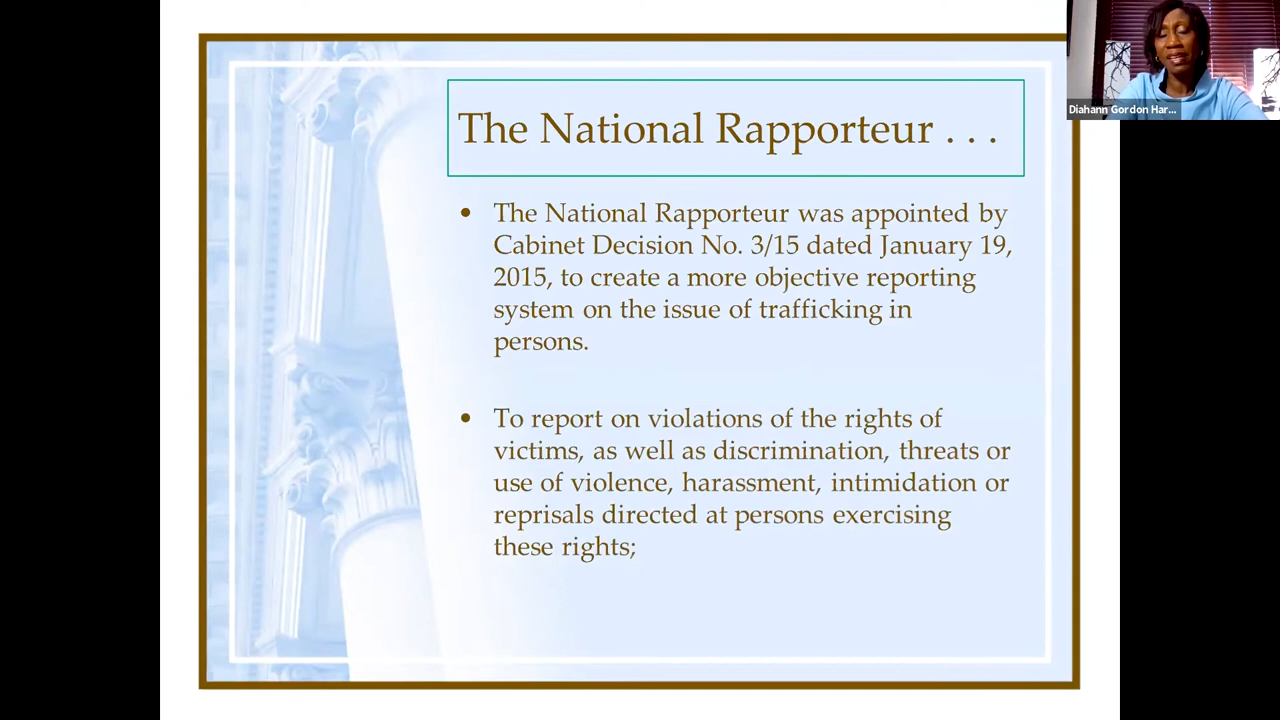 Diahann Gordon Har...
The National Rapporteur . . .
• The National Rapporteur was appointed by
Cabinet Decision No. 3/15 dated January 19,
2015, to create a more objective reporting
system on the issue of trafficking in
persons.
• To report on violations of the rights of
victims, as well as discrimination, threats or
use of violence, harassment, intimidation or
reprisals directed at persons exercising
these rights;